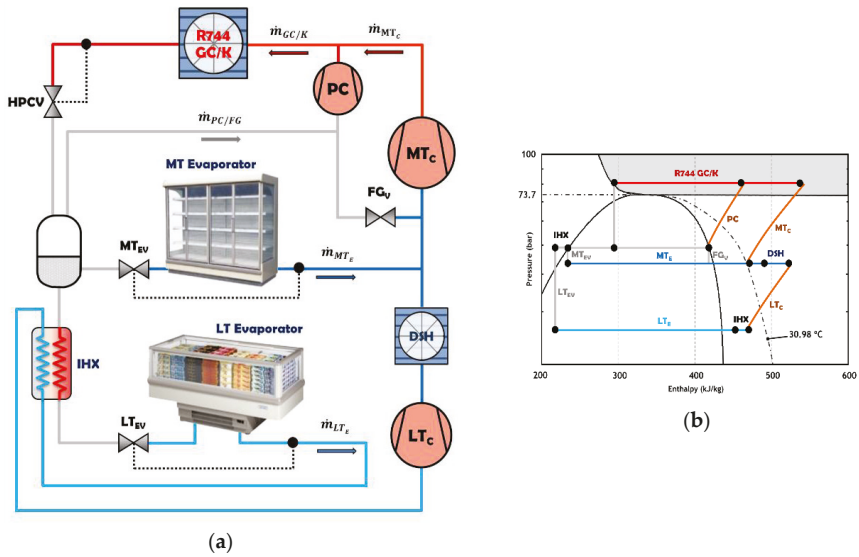 R744
GC/K
ṁGC/K
ṁMTC
PC
HPCV
ṁPC/FG
MT Evaporator
MTC
FGV
MTEV
ṁMTE
LT Evaporator
DSH
IHX
LTEV
ṁLTE
LTC
(a)
100
73,7
Pressure (bar)
R744 GC/K
PC
MTC
IHX
MTEV
MTE
FGV
DSH
LTEV
LTC
LTE
IHX
30.98 °C
200
300
400
500
600
Enthalpy (kJ/kg)
(b)